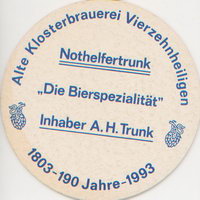 Alte Klosterbrauerei Vierzehnheiligen
Nothelfertrunk
„Die Bierspezialität"
Inhaber A. H. Trunk
1803-190 Jahre-1993